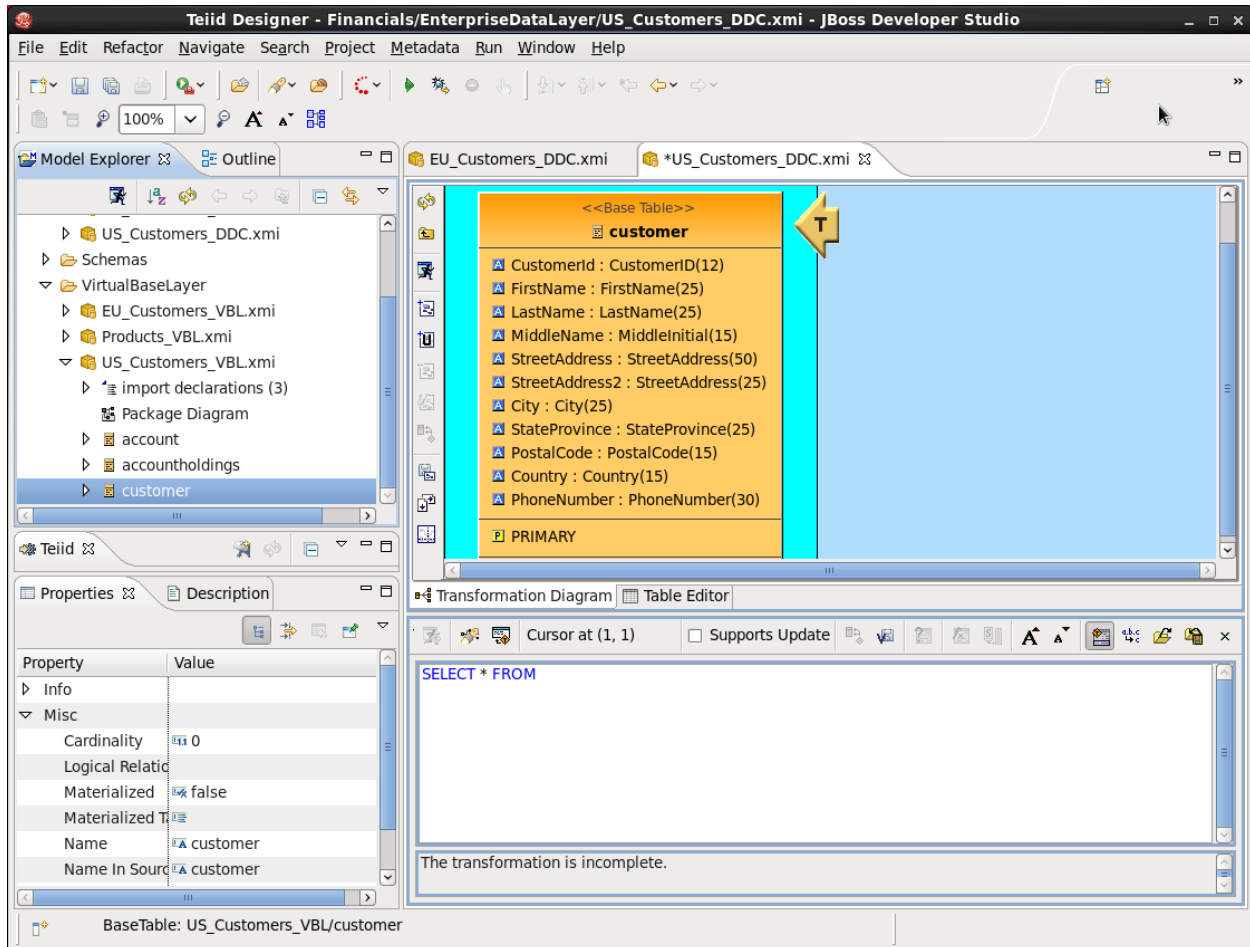 Teiid Designer - Financials/EnterpriseDataLayer/US_Customers_DDC.xmi - JBoss Developer Studio
File Edit Refactor Navigate Search Project Metadata Run Window Help
100%
Model Explorer
Outline
EU_Customers_DDC.xmi
*US_Customers_DDC.xmi
US_Customers_DDC.xmi
Schemas
VirtualBaseLayer
EU_Customers_VBL.xmi
Products_VBL.xmi
US_Customers_VBL.xmi
import declarations (3)
Package Diagram
account
accountholdings
customer
<<Base Table>>
customer
T
CustomerId : CustomerID(12)
FirstName : FirstName(25)
LastName : LastName(25)
MiddleName : MiddleInitial(15)
StreetAddress : StreetAddress(50)
StreetAddress2 : StreetAddress(25)
City : City(25)
StateProvince : StateProvince(25)
PostalCode : PostalCode(15)
Country : Country(15)
PhoneNumber : PhoneNumber(30)
PRIMARY
Transformation Diagram
Table Editor
Teiid
Properties
Description
Property Value
Info
Misc
Cardinality 0
Logical Relatio
Materialized false
Materialized Ta
Name customer
Name In Sourc customer
Cursor at (1, 1)
Supports Update
SELECT * FROM
The transformation is incomplete.
BaseTable: US_Customers_VBL/customer